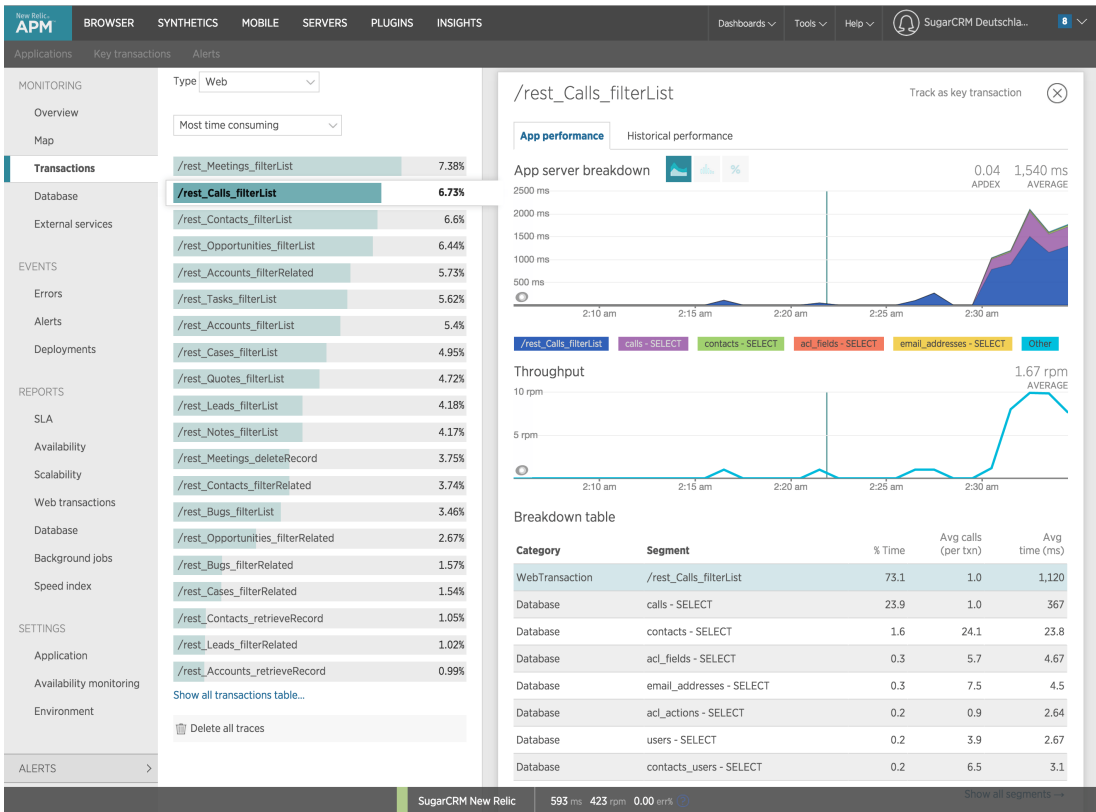 New Relic.
APM
BROWSER SYNTHETICS MOBILE SERVERS PLUGINS INSIGHTS
Dashboards Tools Help SugarCRM Deutschla... 8
Applications Key transactions Alerts
MONITORING
Overview
Map
Transactions
Database
External services
EVENTS
Errors
Alerts
Deployments
REPORTS
SLA
Availability
Scalability
Web transactions
Database
Background jobs
Speed index
SETTINGS
Application
Availability monitoring
Environment
ALERTS
Type Web
Most time consuming
/rest_Meetings_filterList 7.38%
/rest_Calls_filterList 6.73%
/rest_Contacts_filterList 6.6%
/rest_Opportunities_filterList 6.44%
/rest_Accounts_filterRelated 5.73%
/rest_Tasks_filterList 5.62%
/rest_Accounts_filterList 5.4%
/rest_Cases_filterList 4.95%
/rest_Quotes_filterList 4.72%
/rest_Leads_filterList 4.18%
/rest_Notes_filterList 4.17%
/rest_Meetings_deleteRecord 3.75%
/rest_Contacts_filterRelated 3.74%
/rest_Bugs_filterList 3.46%
/rest_Opportunities_filterRelated 2.67%
/rest_Bugs_filterRelated 1.57%
/rest_Cases_filterRelated 1.54%
/rest_Contacts_retrieveRecord 1.05%
/rest_Leads_filterRelated 1.02%
/rest_Accounts_retrieveRecord 0.99%
Show all transactions table...
Delete all traces
/rest_Calls_filterList Track as key transaction
App performance Historical performance
App server breakdown % 0.04 1,540 ms
APDEX AVERAGE
2500 ms
2000 ms
1500 ms
1000 ms
500 ms
2:10 am 2:15 am 2:20 am 2:25 am 2:30 am
/rest_Calls_filterList calls - SELECT contacts - SELECT acl_fields - SELECT email_addresses - SELECT Other
Throughput 1.67 rpm
AVERAGE
10 rpm
5 rpm
2:10 am 2:15 am 2:20 am 2:25 am 2:30 am
Breakdown table
Category Segment % Time Avg calls (per txn) Avg time (ms)
WebTransaction /rest_Calls_filterList 73.1 1.0 1,120
Database calls - SELECT 23.9 1.0 367
Database contacts - SELECT 1.6 24.1 23.8
Database acl_fields - SELECT 0.3 5.7 4.67
Database email_addresses - SELECT 0.3 7.5 4.5
Database acl_actions - SELECT 0.2 0.9 2.64
Database users - SELECT 0.2 3.9 2.67
Database contacts_users - SELECT 0.2 6.5 3.1
Show all segments →
SugarCRM New Relic 593 ms 423 rpm 0.00 err%